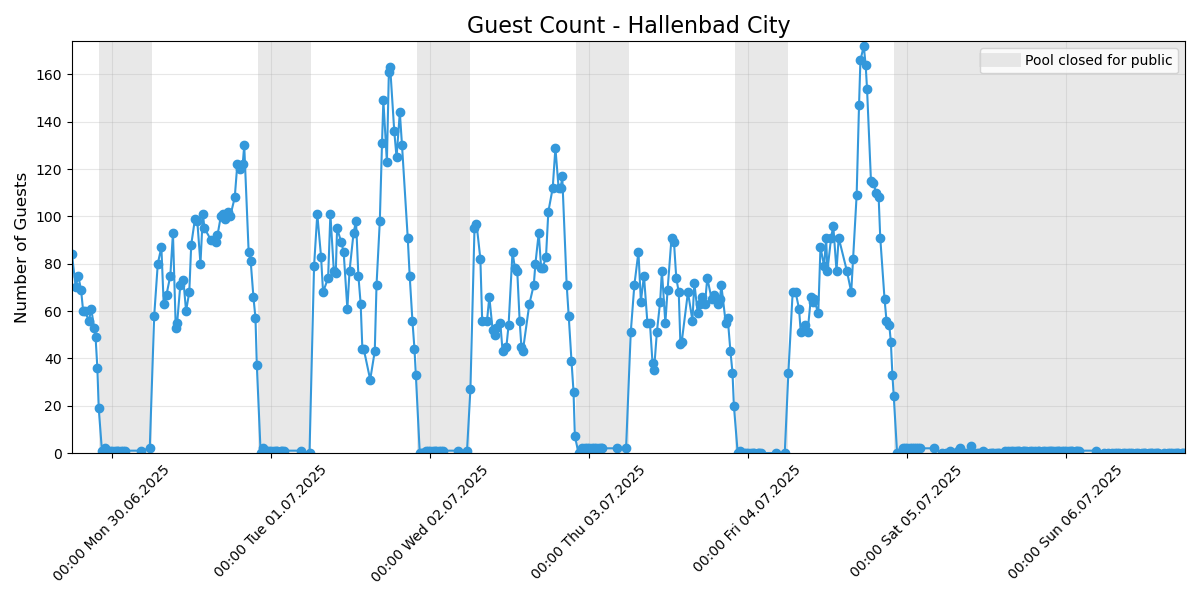 Guest Count - Hallenbad City
Pool closed for public
Number of Guests
160
140
120
100
80
60
40
20
0
00:00 Mon 30.06.2025
00:00 Tue 01.07.2025
00:00 Wed 02.07.2025
00:00 Thu 03.07.2025
00:00 Fri 04.07.2025
00:00 Sat 05.07.2025
00:00 Sun 06.07.2025